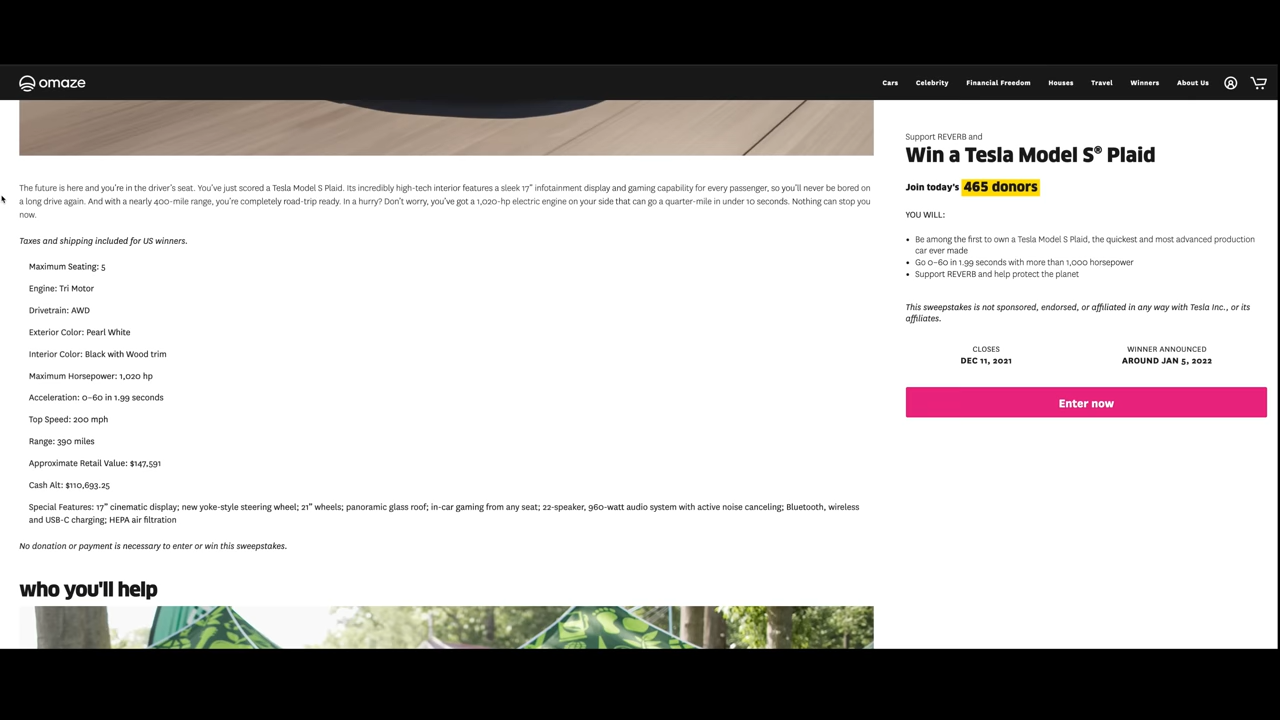 omaze
Cars
Celebrity
Financial Freedom
Houses
Travel
Winners
About Us
The future is here and you're in the driver's seat. You've just scored a Tesla Model S Plaid. Its incredibly high-tech interior features a sleek 17” infotainment display and gaming capability for every passenger, so you'll never be bored on
a long drive again. And with a nearly 400-mile range, you're completely road-trip ready. In a hurry? Don't worry, you've got a 1,020-hp electric engine on your side that can go a quarter-mile in under 10 seconds. Nothing can stop you
now.
Taxes and shipping included for US winners.
Maximum Seating: 5
Engine: Tri Motor
Drivetrain: AWD
Exterior Color: Pearl White
Interior Color: Black with Wood trim
Maximum Horsepower: 1,020 hp
Acceleration: 0-60 in 1.99 seconds
Top Speed: 200 mph
Range: 390 miles
Approximate Retail Value: $147,591
Cash Alt: $110,693.25
Special Features: 17” cinematic display; new yoke-style steering wheel; 21” wheels; panoramic glass roof; in-car gaming from any seat; 22-speaker, 960-watt audio system with active noise canceling; Bluetooth, wireless
and USB-C charging; HEPA air filtration
No donation or payment is necessary to enter or win this sweepstakes.
who you'll help
Support REVERB and
Win a Tesla Model S® Plaid
Join today's 465 donors
YOU WILL:
• Be among the first to own a Tesla Model S Plaid, the quickest and most advanced production
car ever made
• Go 0-60 in 1.99 seconds with more than 1,000 horsepower
• Support REVERB and help protect the planet
This sweepstakes is not sponsored, endorsed, or affiliated in any way with Tesla Inc., or its
affiliates.
CLOSES
DEC 11, 2021
WINNER ANNOUNCED
AROUND JAN 5, 2022
Enter now